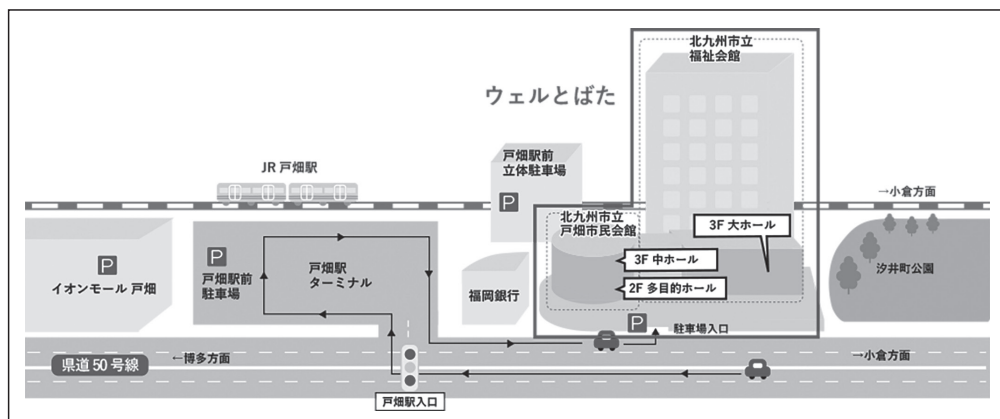 北九州市立
福祉会館
ウェルとばた
戸畑駅前
立体駐車場
P
JR 戸畑駅
→小倉方面
北九州市立
戸畑市民会館
3F 大ホール
3F 中ホール
2F 多目的ホール
P
イオンモール 戸畑
P
戸畑駅前
駐車場
戸畑駅
ターミナル
福岡銀行
汐井町公園
P
駐車場入口
県道 50 号線
←博多方面
→小倉方面
戸畑駅入口